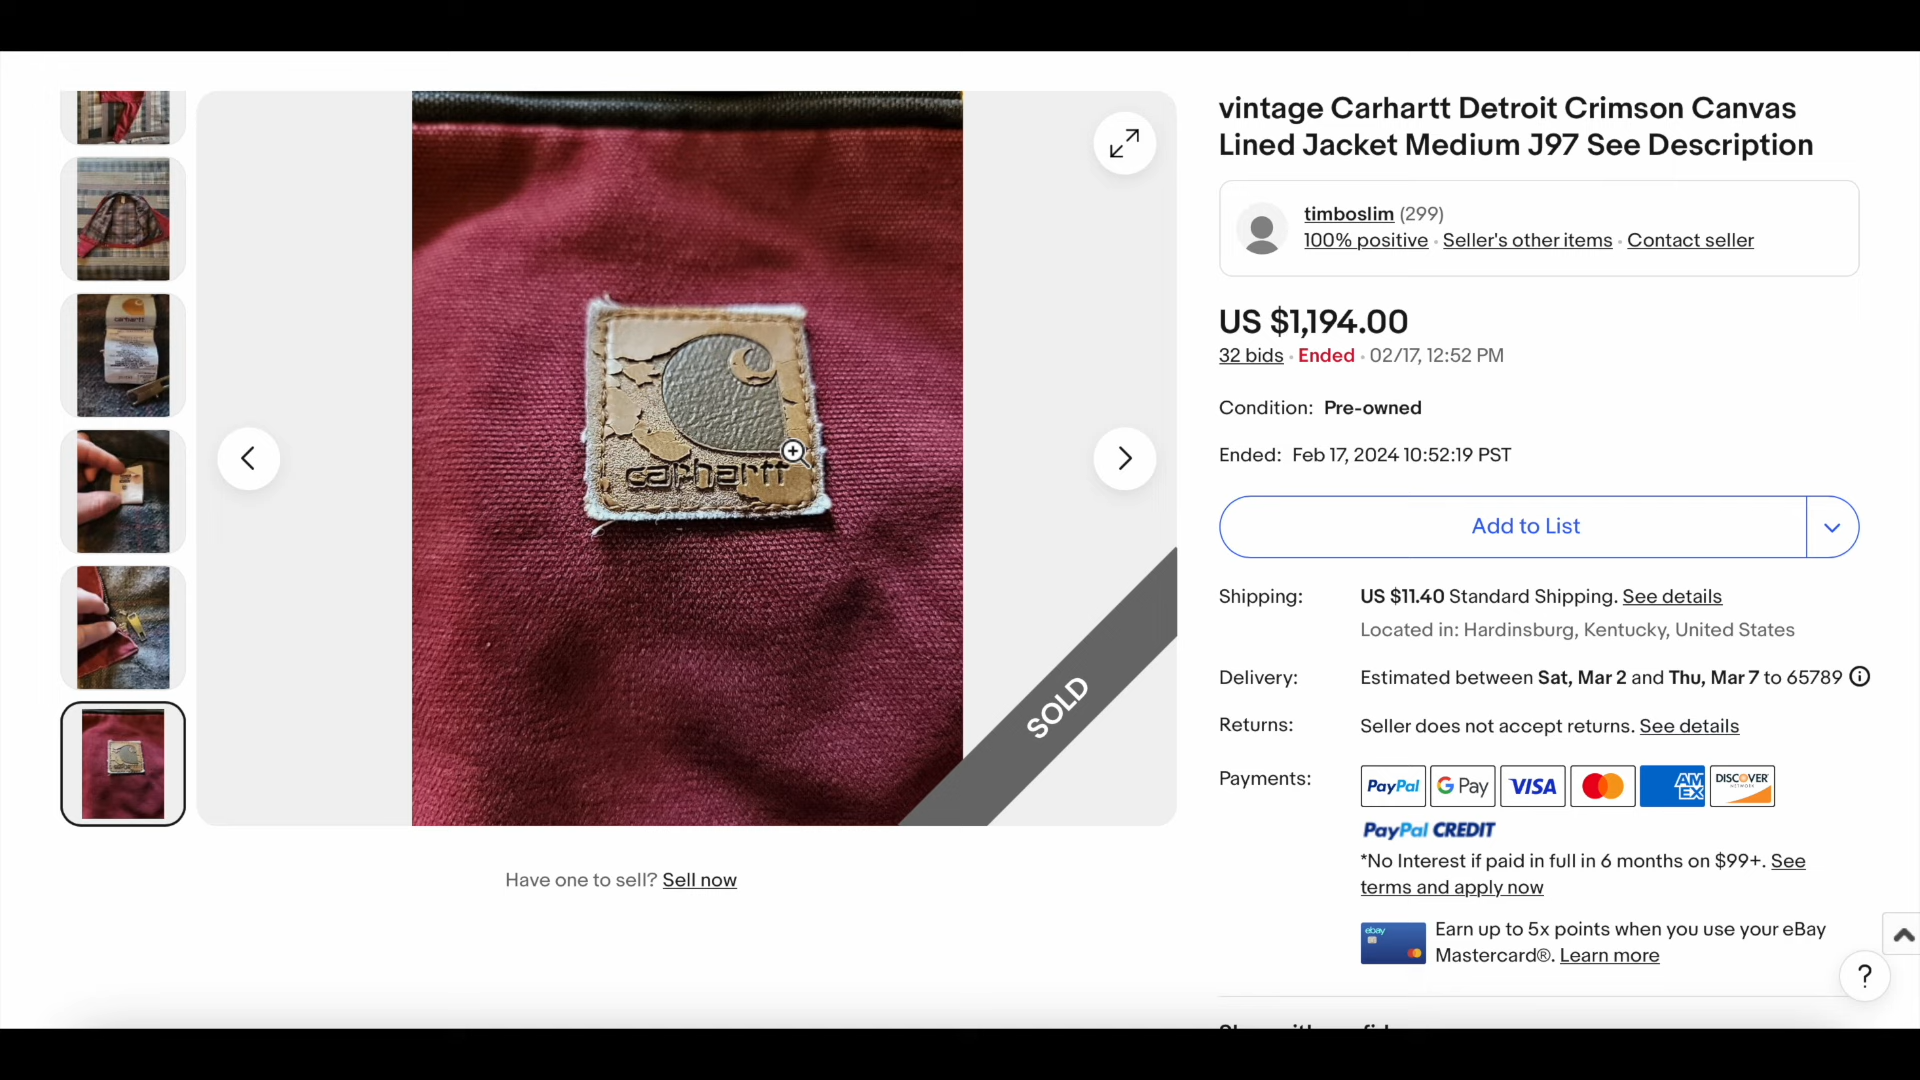 vintage Carhartt Detroit Crimson Canvas
Lined Jacket Medium J97 See Description
timboslim (299)
100% positive · Seller's other items · Contact seller
US $1,194.00
32 bids · Ended · 02/17, 12:52 PM
Condition: Pre-owned
Ended: Feb 17, 2024 10:52:19 PST
Add to List
Shipping: US $11.40 Standard Shipping. See details
Located in: Hardinsburg, Kentucky, United States
Delivery: Estimated between Sat, Mar 2 and Thu, Mar 7 to 65789
Returns: Seller does not accept returns. See details
Payments: PayPal G Pay VISA AM EX DISCOVER NETWORK
PayPal CREDIT
*No Interest if paid in full in 6 months on $99+. See
terms and apply now
ebay
Earn up to 5x points when you use your eBay
Mastercard®. Learn more
?
carhartt
SOLD
carhartt
Have one to sell? Sell now